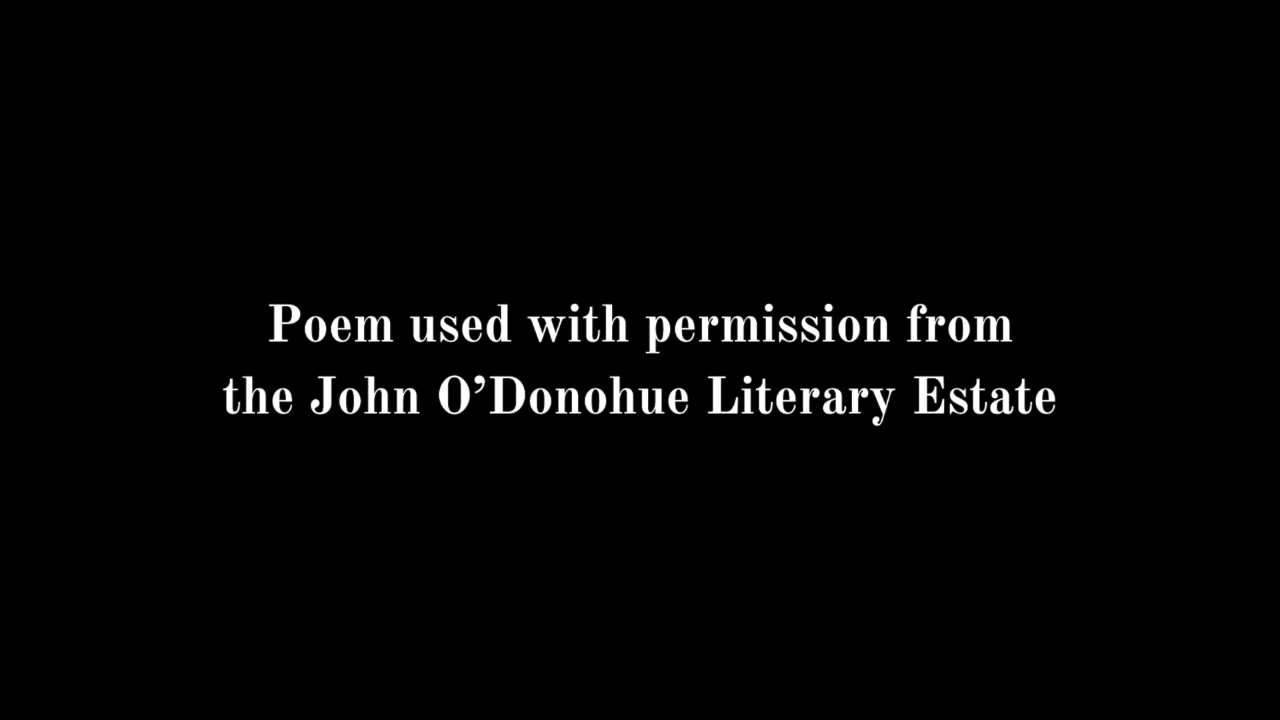 Poem used with permission from
the John O’Donohue Literary Estate